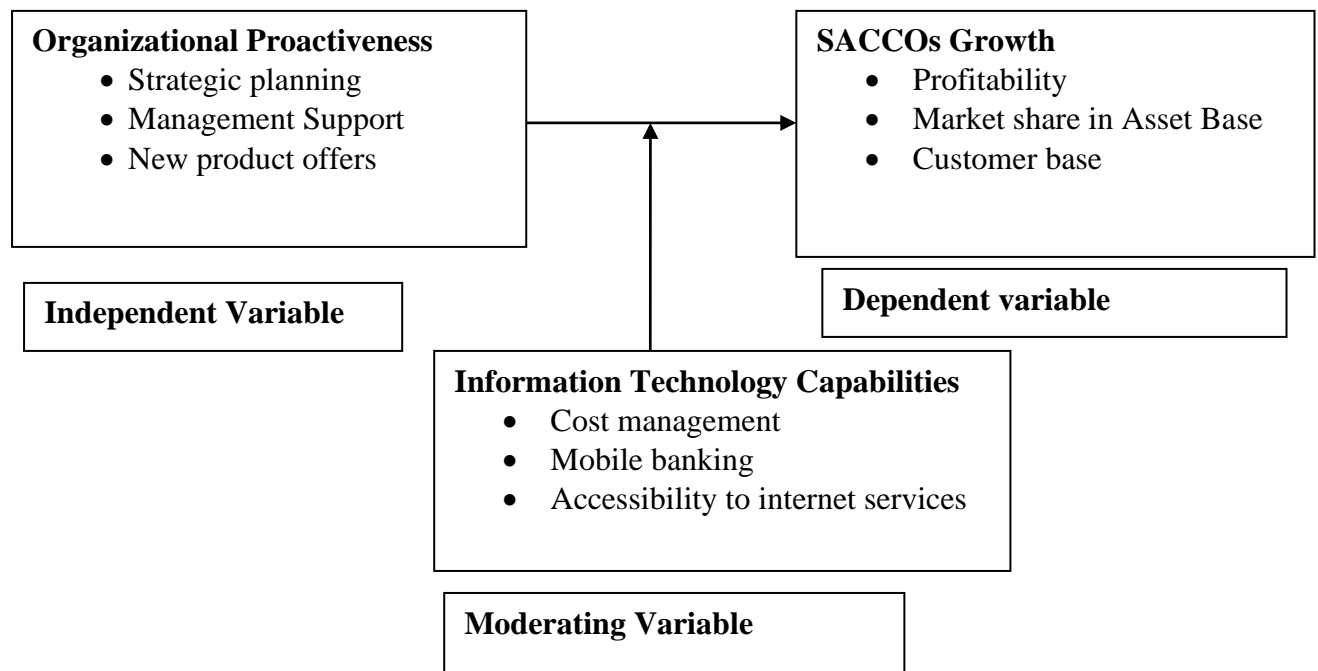 Organizational Proactiveness
• Strategic planning
• Management Support
• New product offers
SACCOs Growth
• Profitability
• Market share in Asset Base
• Customer base
Independent Variable
Dependent variable
Information Technology Capabilities
• Cost management
• Mobile banking
• Accessibility to internet services
Moderating Variable